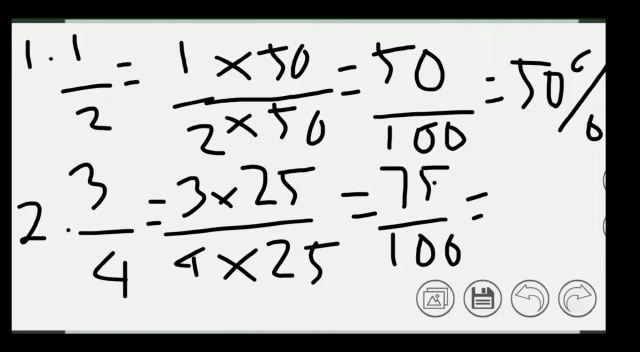 1. 1/2 = 1 × 50 / 2 × 50 = 50/100 = 50%
2. 3/4 = 3 × 25 / 4 × 25 = 75/100 =